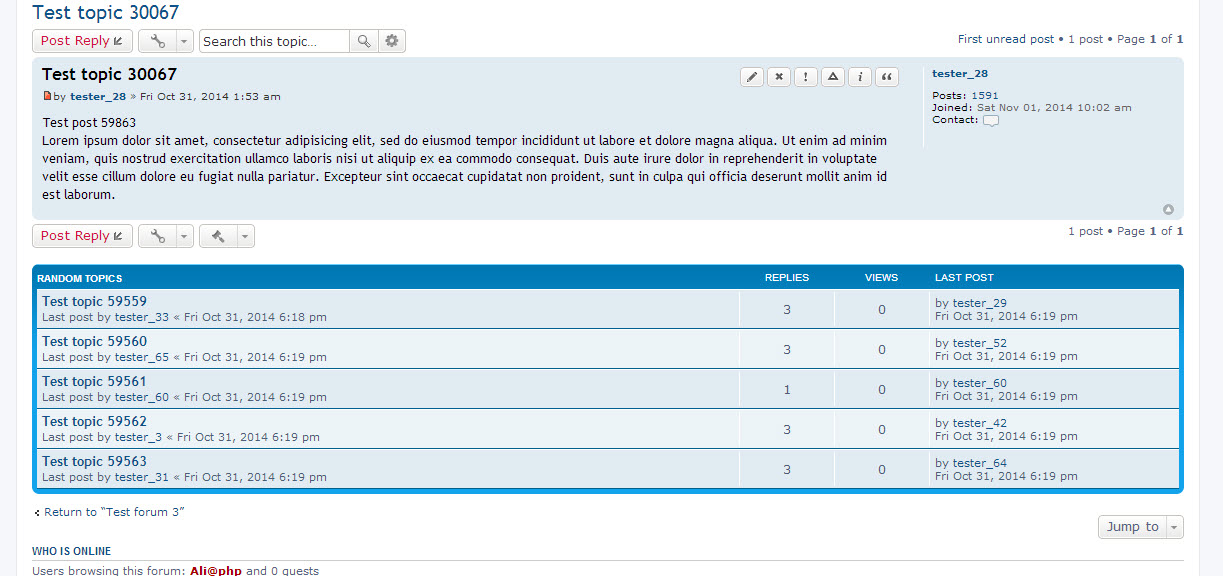 Test topic 30067
Post Reply
Search this topic...
First unread post • 1 post • Page 1 of 1
Test topic 30067
by tester_28 » Fri Oct 31, 2014 1:53 am
Test post 59863
Lorem ipsum dolor sit amet, consectetur adipisicing elit, sed do eiusmod tempor incididunt ut labore et dolore magna aliqua. Ut enim ad minim
veniam, quis nostrud exercitation ullamco laboris nisi ut aliquip ex ea commodo consequat. Duis aute irure dolor in reprehenderit in voluptate
velit esse cillum dolore eu fugiat nulla pariatur. Excepteur sint occaecat cupidatat non proident, sunt in culpa qui officia deserunt mollit anim id
est laborum.
tester_28
Posts: 1591
Joined: Sat Nov 01, 2014 10:02 am
Contact:
Post Reply
1 post • Page 1 of 1
RANDOM TOPICS REPLIES VIEWS LAST POST
Test topic 59559
Last post by tester_33 « Fri Oct 31, 2014 6:18 pm
3
0
by tester_29
Fri Oct 31, 2014 6:19 pm
Test topic 59560
Last post by tester_65 « Fri Oct 31, 2014 6:19 pm
3
0
by tester_52
Fri Oct 31, 2014 6:19 pm
Test topic 59561
Last post by tester_60 « Fri Oct 31, 2014 6:19 pm
1
0
by tester_60
Fri Oct 31, 2014 6:19 pm
Test topic 59562
Last post by tester_3 « Fri Oct 31, 2014 6:19 pm
3
0
by tester_42
Fri Oct 31, 2014 6:19 pm
Test topic 59563
Last post by tester_31 « Fri Oct 31, 2014 6:19 pm
3
0
by tester_64
Fri Oct 31, 2014 6:19 pm
Return to “Test forum 3”
Jump to
WHO IS ONLINE
Users browsing this forum: Ali@php and 0 guests